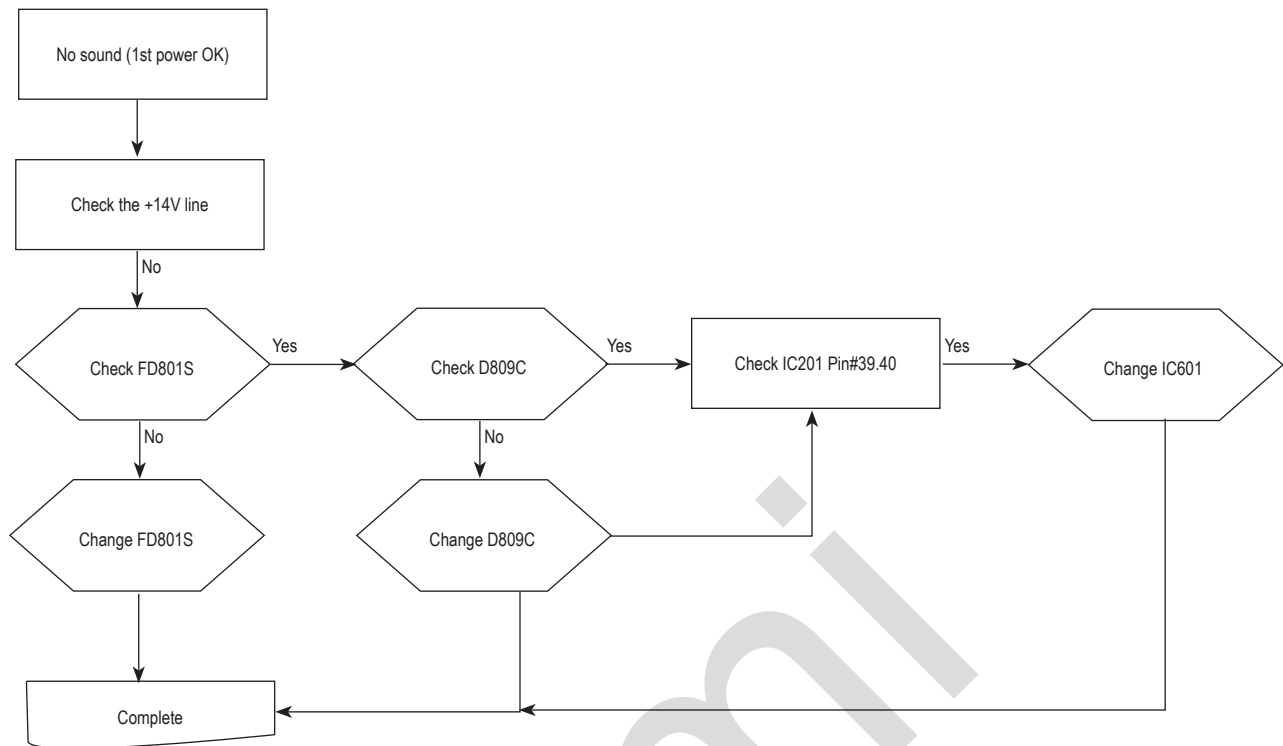 No sound (1st power OK)
Check the +14V line
No
Check FD801S
Yes
Check D809C
Yes
Check IC201 Pin#39.40
Yes
Change IC601
No
No
Change FD801S
Change D809C
Complete
mi